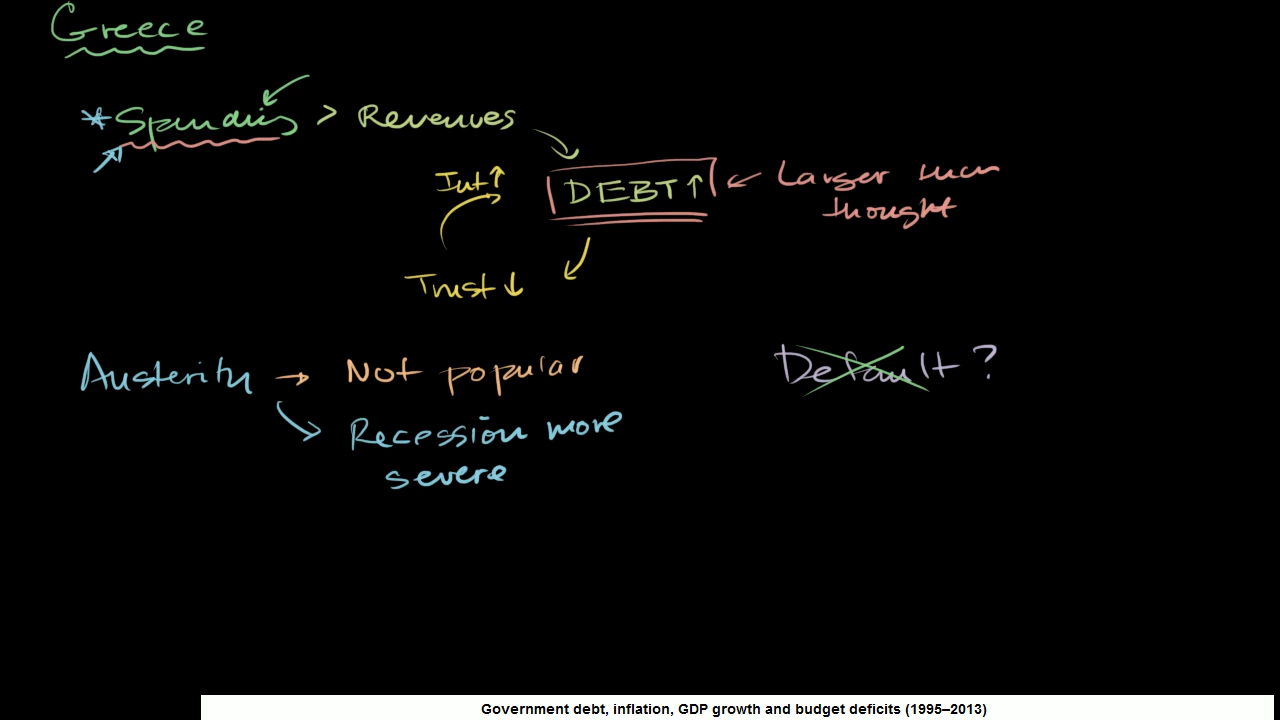 Greece
*Spending > Revenues
Int↑
DEBT↑ ← Larger than
thought
Trust↓
Austerity → Not popular
Default?
Recession more
severe
Government debt, inflation, GDP growth and budget deficits (1995–2013)